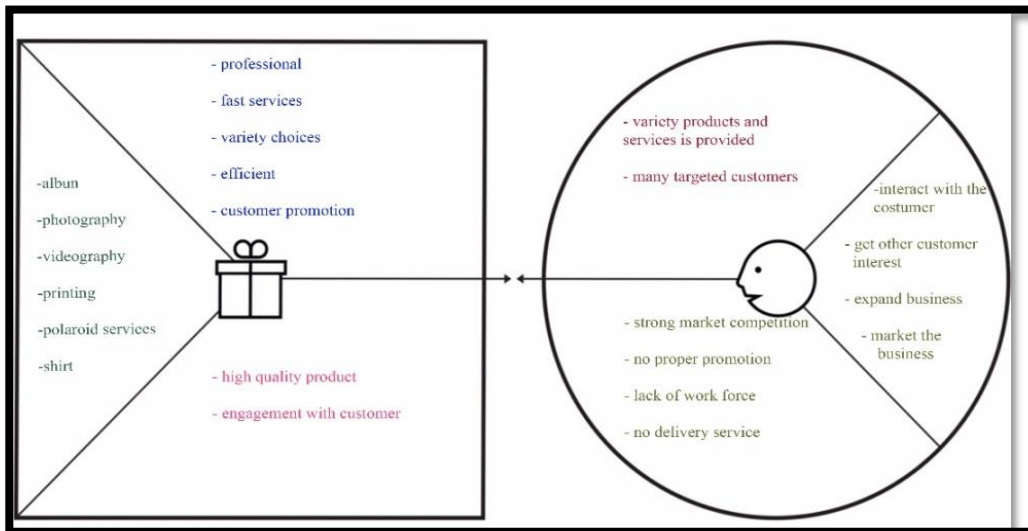 - professional
- fast services
- variety choices
- efficient
- customer promotion
-albun
-photography
-videography
-printing
-polaroid services
-shirt
- high quality product
- engagement with customer
- variety products and
services is provided
- many targeted customers
-interact with the
costumer
- get other customer
interest
- expand business
- market the
business
- strong market competition
- no proper promotion
- lack of work force
- no delivery service